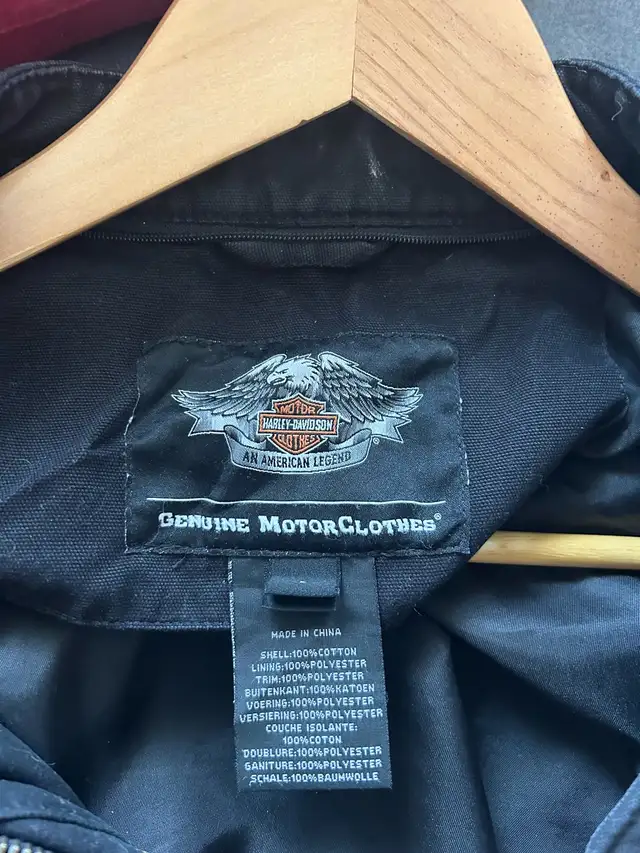 MOTOR
HARLEY-DAVIDSON
CLOTHES
®
AN AMERICAN LEGEND
GENUINE MOTORCLOTHES®
MADE IN CHINA
SHELL:100%COTTON
LINING:100%POLYESTER
TRIM:100%POLYESTER
BUITENKANT:100%KATOEN
VOERING:100%POLYESTER
VERSIERING:100%POLYESTER
COUCHE ISOLANTE:
100%COTON
DOUBLURE:100%POLYESTER
GANITURE:100%POLYESTER
SCHALE:100%BAUMWOLLE